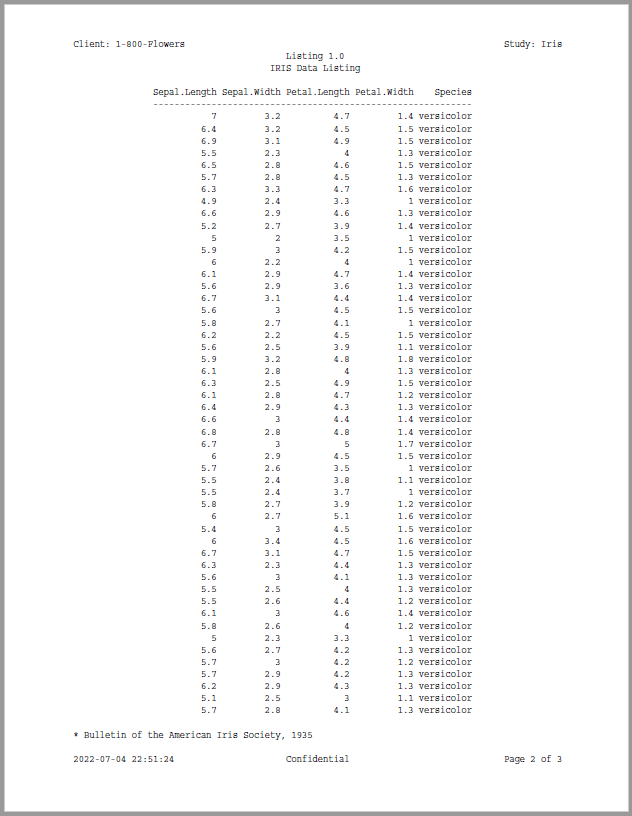 Client: 1-800-Flowers Study: Iris
Listing 1.0
IRIS Data Listing
Sepal.Length Sepal.Width Petal.Length Petal.Width Species
------------------------------------------------------------
7 3.2 4.7 1.4 versicolor
6.4 3.2 4.5 1.5 versicolor
6.9 3.1 4.9 1.5 versicolor
5.5 2.3 4 1.3 versicolor
6.5 2.8 4.6 1.5 versicolor
5.7 2.8 4.5 1.3 versicolor
6.3 3.3 4.7 1.6 versicolor
4.9 2.4 3.3 1 versicolor
6.6 2.9 4.6 1.3 versicolor
5.2 2.7 3.9 1.4 versicolor
5 2 3.5 1 versicolor
5.9 3 4.2 1.5 versicolor
6 2.2 4 1 versicolor
6.1 2.9 4.7 1.4 versicolor
5.6 2.9 3.6 1.3 versicolor
6.7 3.1 4.4 1.4 versicolor
5.6 3 4.5 1.5 versicolor
5.8 2.7 4.1 1 versicolor
6.2 2.2 4.5 1.5 versicolor
5.6 2.5 3.9 1.1 versicolor
5.9 3.2 4.8 1.8 versicolor
6.1 2.8 4 1.3 versicolor
6.3 2.5 4.9 1.5 versicolor
6.1 2.8 4.7 1.2 versicolor
6.4 2.9 4.3 1.3 versicolor
6.6 3 4.4 1.4 versicolor
6.8 2.8 4.8 1.4 versicolor
6.7 3 5 1.7 versicolor
6 2.9 4.5 1.5 versicolor
5.7 2.6 3.5 1 versicolor
5.5 2.4 3.8 1.1 versicolor
5.5 2.4 3.7 1 versicolor
5.8 2.7 3.9 1.2 versicolor
6 2.7 5.1 1.6 versicolor
5.4 3 4.5 1.5 versicolor
6 3.4 4.5 1.6 versicolor
6.7 3.1 4.7 1.5 versicolor
6.3 2.3 4.4 1.3 versicolor
5.6 3 4.1 1.3 versicolor
5.5 2.5 4 1.3 versicolor
5.5 2.6 4.4 1.2 versicolor
6.1 3 4.6 1.4 versicolor
5.8 2.6 4 1.2 versicolor
5 2.3 3.3 1 versicolor
5.6 2.7 4.2 1.3 versicolor
5.7 3 4.2 1.2 versicolor
5.7 2.9 4.2 1.3 versicolor
6.2 2.9 4.3 1.3 versicolor
5.1 2.5 3 1.1 versicolor
5.7 2.8 4.1 1.3 versicolor
* Bulletin of the American Iris Society, 1935
2022-07-04 22:51:24 Confidential Page 2 of 3